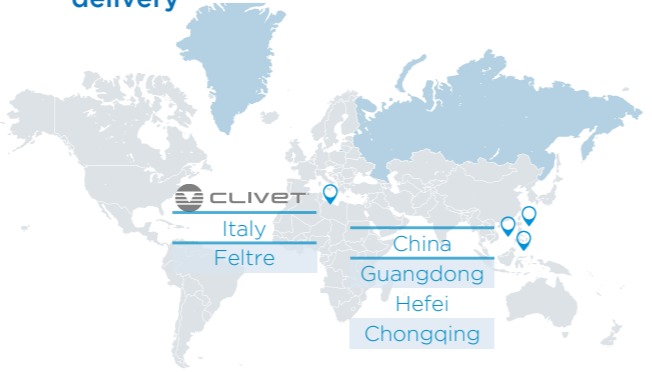 delivery
CLIVET
Italy
Feltre
China
Guangdong
Hefei
Chongqing